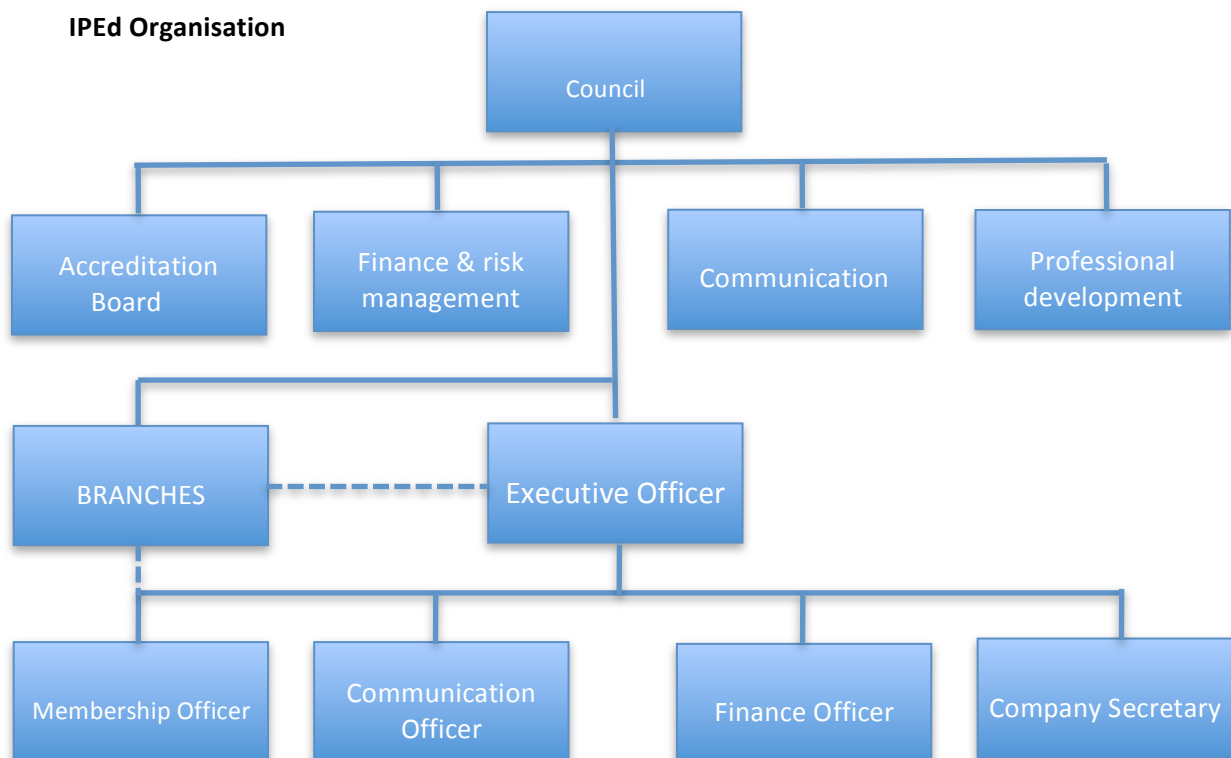 IPEd Organisation
Council
Accreditation
Board
Finance & risk
management
Communication
Professional
development
BRANCHES
Executive Officer
Membership Officer
Communication
Officer
Finance Officer
Company Secretary